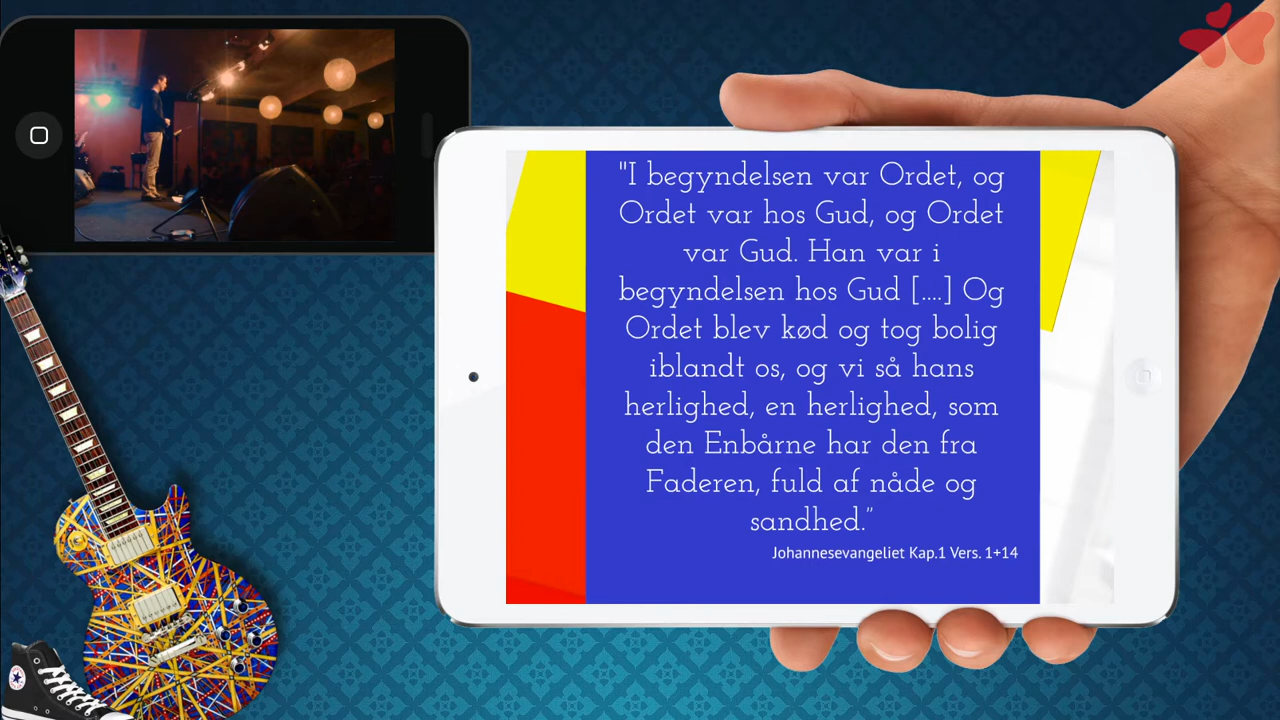 "I begyndelsen var Ordet, og
Ordet var hos Gud, og Ordet
var Gud. Han var i
begyndelsen hos Gud [....] Og
Ordet blev kød og tog bolig
iblandt os, og vi så hans
herlighed, en herlighed, som
den Enbårne har den fra
Faderen, fuld af nåde og
sandhed.”
Johannesevangeliet Kap.1 Vers. 1+14